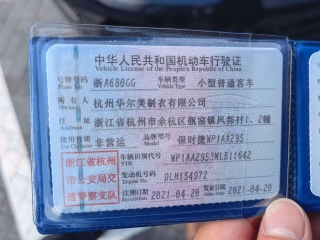 中华人民共和国机动车行驶证
Vehicle License of the People's Republic of China
号牌号码 浙A680GG 车辆类型 小型普通客车
Plate No. Vehicle Type
所有人 杭州华尔美制衣有限公司
Owner
住址 浙江省杭州市余杭区瓶窑镇凤都村1、2幢
Address
使用性质 非营运 品牌型号 保时捷WP1AA295
Use Character Model
浙江省杭州市公安局交通警察支队
车辆识别代号 WP1AA2953MLB11642
VIN
发动机号码 DLM154972
Engine No.
注册日期 2021-04-20 发证日期 2021-04-20
Register Date Issue Date